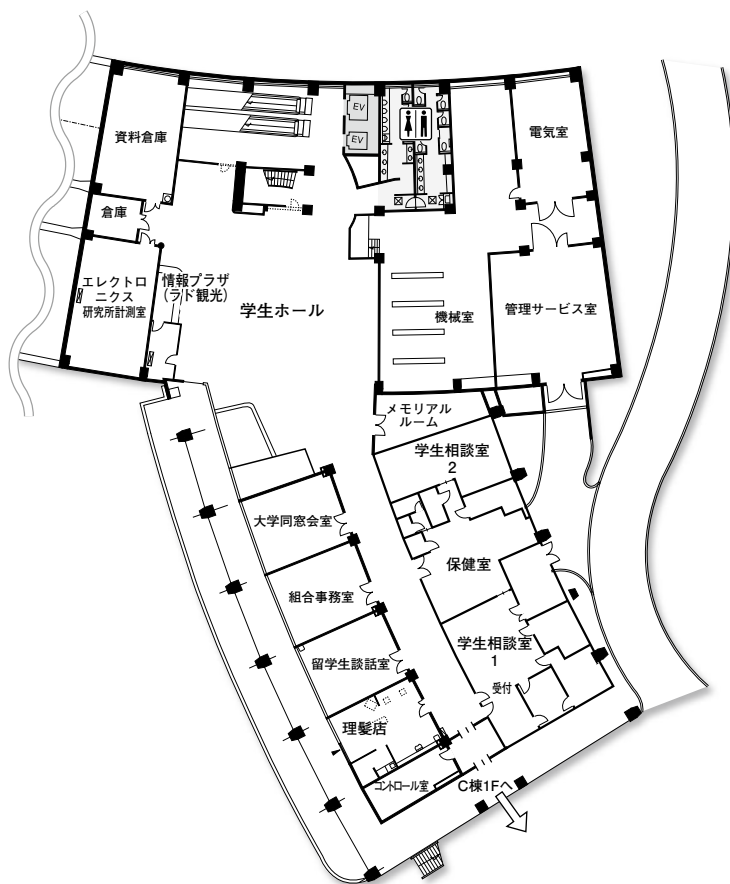 EV
EV
資料倉庫
電気室
倉庫
エレクトロ
ニクス
研究所計測室
情報プラザ
(ラド観光)
学生ホール
機械室
管理サービス室
メモリアル
ルーム
学生相談室
2
大学同窓会室
保健室
組合事務室
学生相談室
1
受付
留学生談話室
理髪店
コントロール室
C棟1Fへ